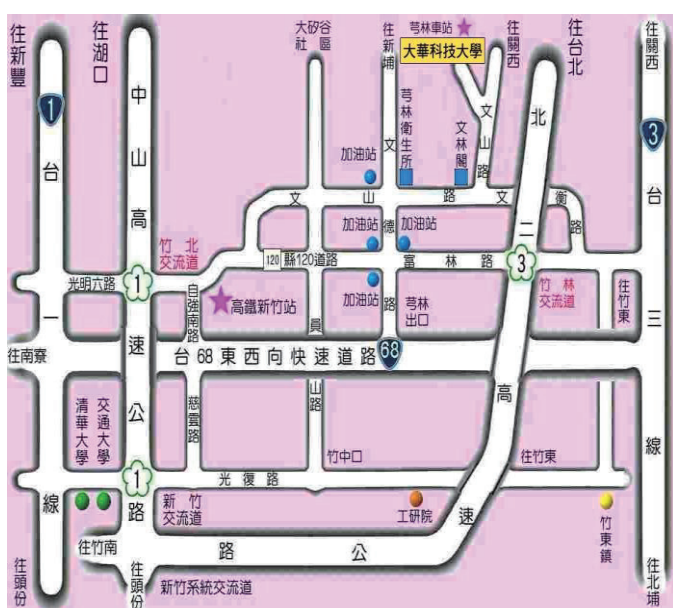 往新豐
往湖口
大矽谷
社區
往新埔
芎林車站
大華科技大學
往關西
往台北
往關西
1
台
一
線
中山高速公路
芎林衛生所
文林閣
文山路
北二高速公路
3
台
三
線
加油站
文山路
文德路
文衡路
加油站
加油站
竹北
交流道
120
縣120道路
富林路
3
光明六路
1
自強南路
高鐵新竹站
加油站
芎林
出口
竹林
交流道
往竹東
員山路
往南寮
台68東西向快速道路
68
清華大學
交通大學
慈雲路
竹中口
往竹東
1
光復路
新竹
交流道
工研院
竹東鎮
往竹南
往頭份
往頭份
新竹系統交流道
往北埔